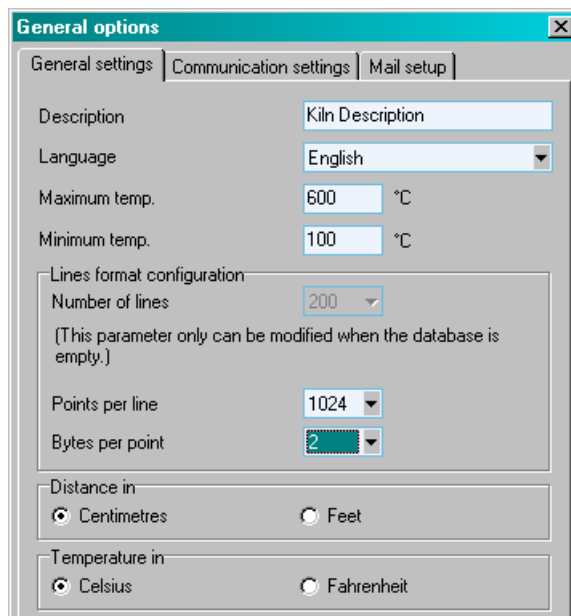 General options
General settings Communication settings Mail setup
Description Kiln Description
Language English
Maximum temp. 600 °C
Minimum temp. 100 °C
Lines format configuration
Number of lines 200
(This parameter only can be modified when the database is
empty.)
Points per line 1024
Bytes per point 2
Distance in
Centimetres Feet
Temperature in
Celsius Fahrenheit